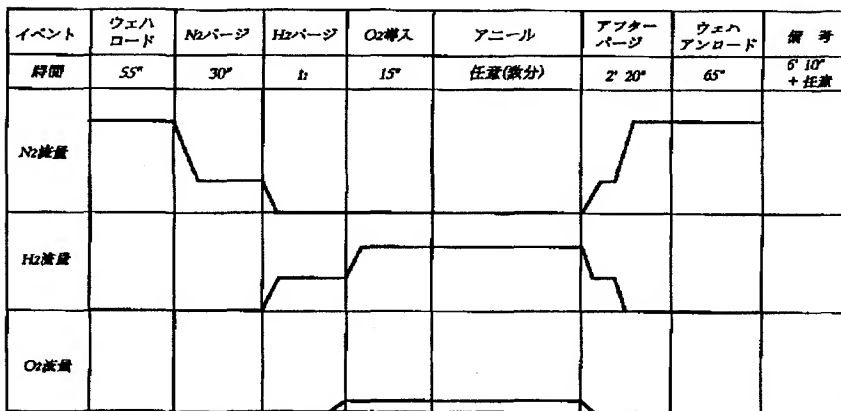 イベント
ウェハ
ロード
N2パージ
H2パージ
O2導入
アニール
アフター
パージ
ウェハ
アンロード
備 考
時間
55"
30"
15"
任意(数分)
2' 20"
65"
6' 10"
+ 任意
N2流量
H2流量
O2流量